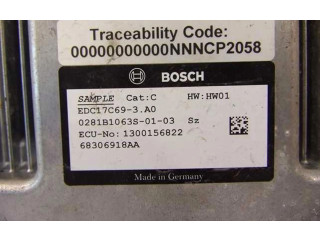 Traceability Code:
00000000000NNNCP2058
BOSCH
SAMPLE Cat:C HW:HW01
EDC17C69-3.A0
0281B1063S-01-03 Sz
ECU-No: 1300156822
68306918AA
Made in Germany